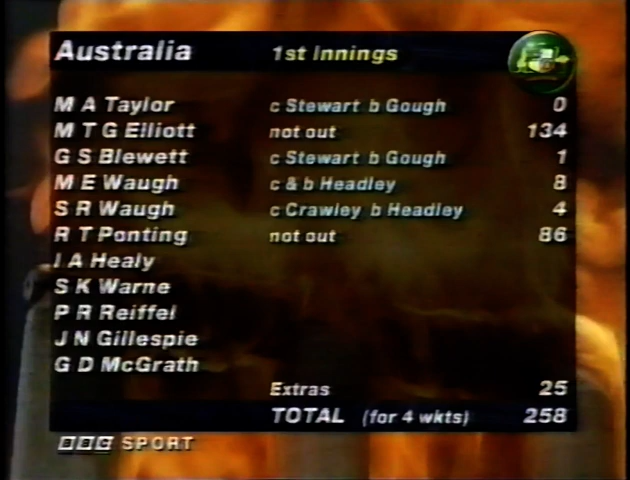 Australia 1st Innings
M A Taylor c Stewart b Gough 0
M T G Elliott not out 134
G S Blewett c Stewart b Gough 1
M E Waugh c & b Headley 8
S R Waugh c Crawley b Headley 4
R T Ponting not out 86
I A Healy
S K Warne
P R Reiffel
J N Gillespie
G D McGrath
Extras 25
TOTAL (for 4 wkts) 258
BBC SPORT